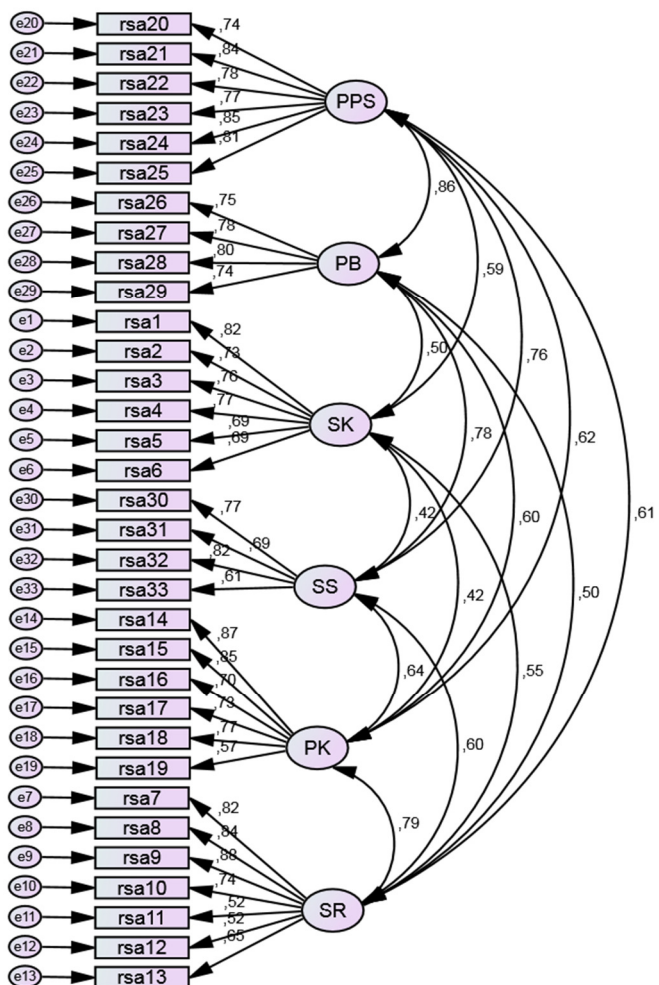 e20 rsa20 ,74
e21 rsa21 ,84
e22 rsa22 ,78
e23 rsa23 ,77
PPS
e24 rsa24 ,85
e25 rsa25 ,81
e26 rsa26 ,75
,86
e27 rsa27 ,78
e28 rsa28 ,80
PB
,59
e29 rsa29 ,74
e1 rsa1 ,82
e2 rsa2 ,73
,50
,76
e3 rsa3 ,76
e4 rsa4 ,77
SK
e5 rsa5 ,69
,78
,62
e6 rsa6 ,69
e30 rsa30 ,77
,42
,60
,61
e31 rsa31 ,69
e32 rsa32 ,82
e33 rsa33 ,61
SS
,42
,50
e14 rsa14 ,87
e15 rsa15 ,85
e16 rsa16 ,70
,64
,55
e17 rsa17 ,73
e18 rsa18 ,77
PK
,60
e19 rsa19 ,57
e7 rsa7 ,82
e8 rsa8 ,84
,79
e9 rsa9 ,88
e10 rsa10 ,74
e11 rsa11 ,52
SR
e12 rsa12 ,52
e13 rsa13 ,65